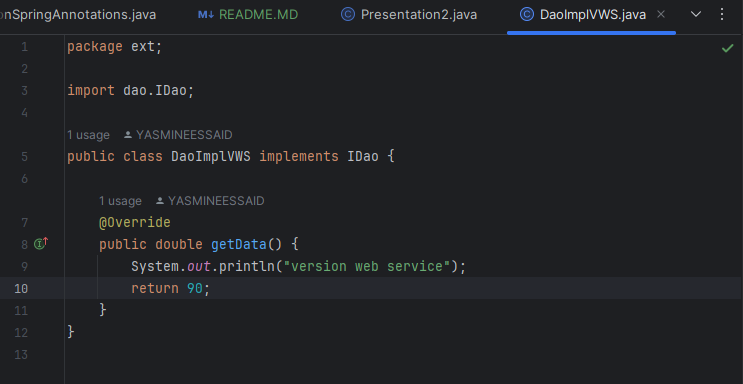 onSpringAnnotations.java README.MD Presentation2.java DaoImplVWS.java
1 package ext;
2
3 import dao.IDao;
4
1 usage YASMINEESSAID
5 public class DaoImplVWS implements IDao {
6
1 usage YASMINEESSAID
7 @Override
8 public double getData() {
9 System.out.println("version web service");
10 return 90;
11 }
12 }
13